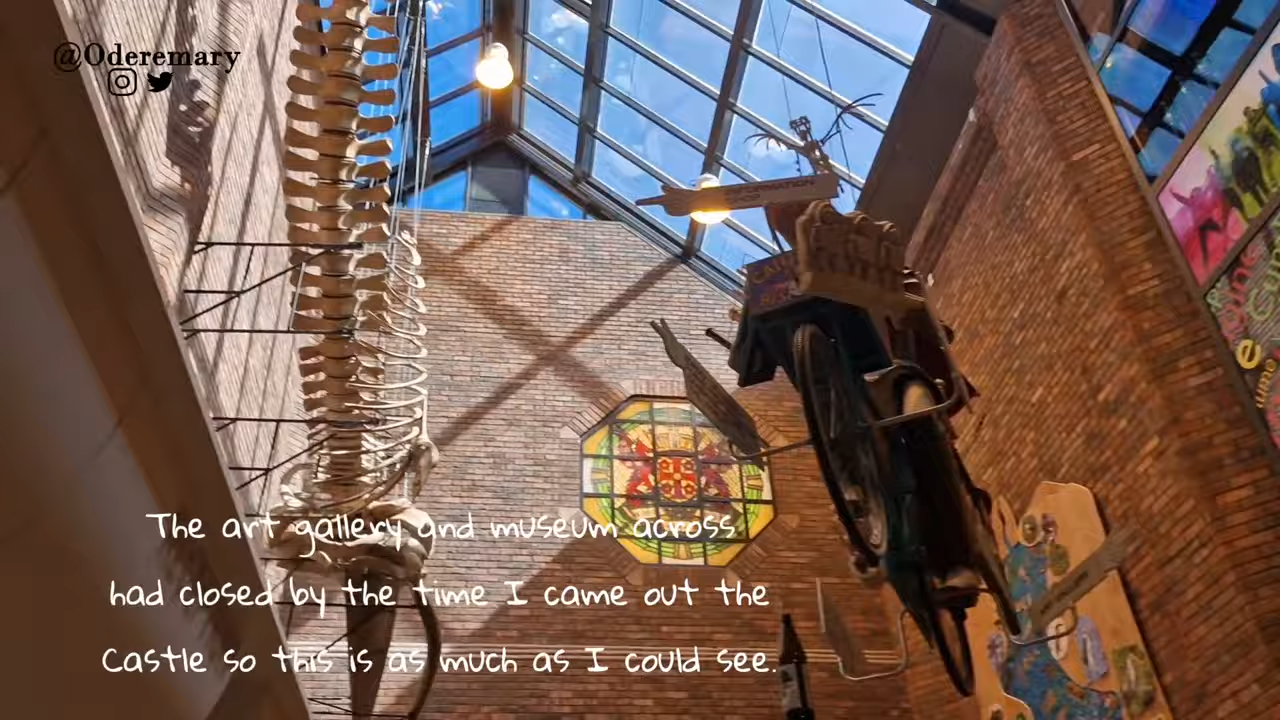 @Oderemary
INFORMATION
The art gallery and museum across
had closed by the time I came out the
Castle so this is as much as I could see.